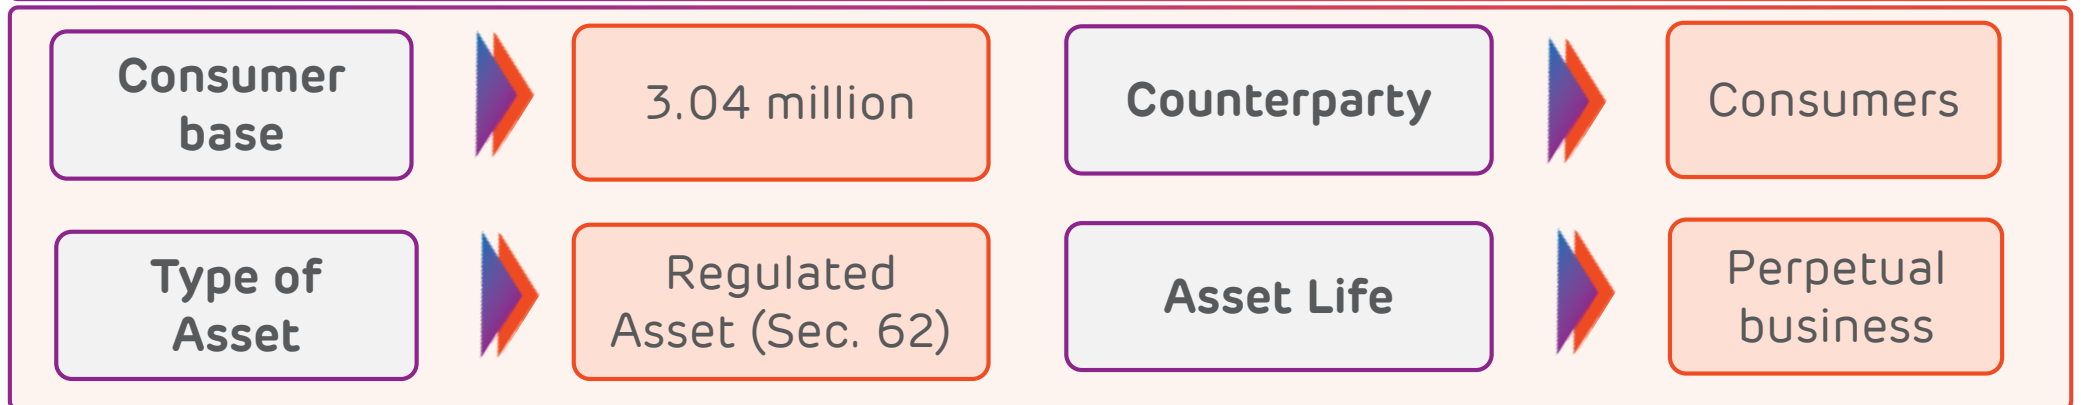 Consumer
base
3.04 million
Counterparty
Consumers
Type of
Asset
Regulated
Asset (Sec. 62)
Asset Life
Perpetual
business